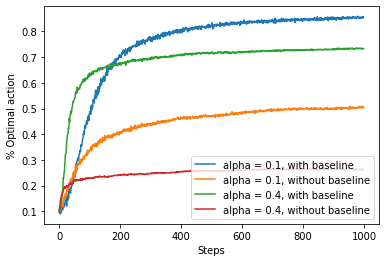 0.8
0.7
0.6
0.5
0.4
0.3
0.2
0.1
% Optimal action
0 200 400 600 800 1000
Steps
alpha = 0.1, with baseline
alpha = 0.1, without baseline
alpha = 0.4, with baseline
alpha = 0.4, without baseline